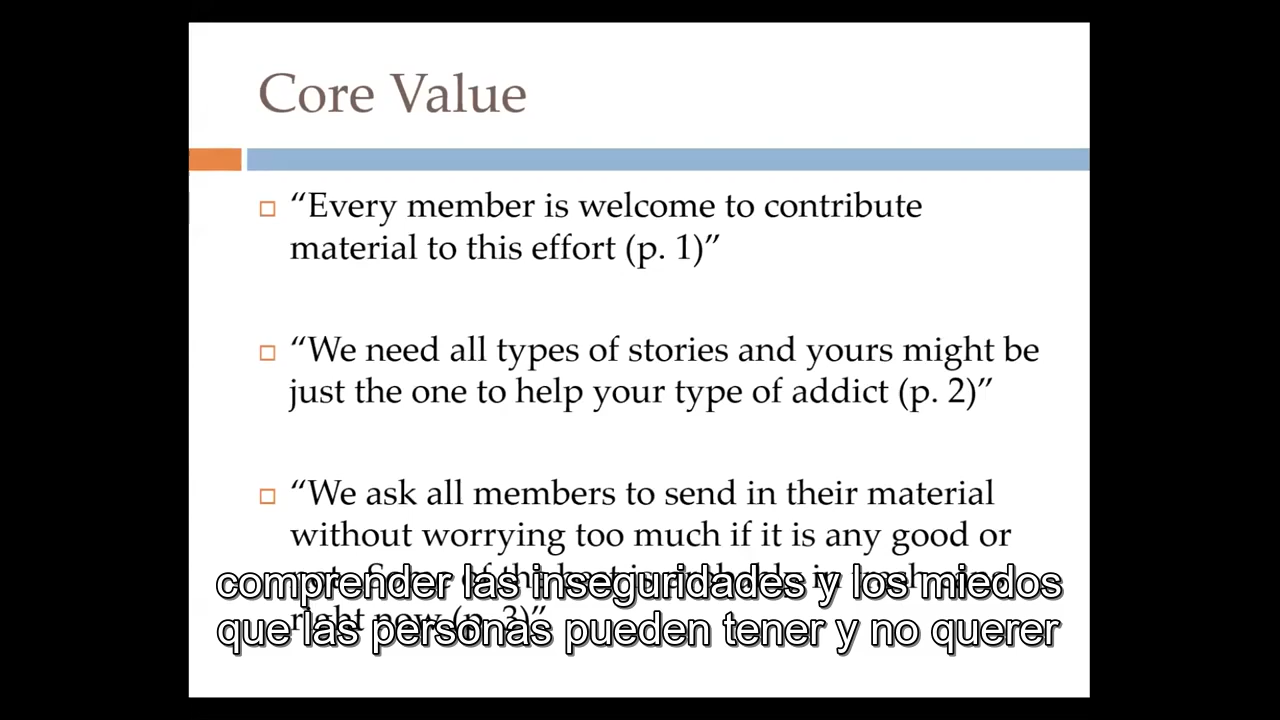 Core Value
“Every member is welcome to contribute
material to this effort (p. 1)”
“We need all types of stories and yours might be
just the one to help your type of addict (p. 2)”
“We ask all members to send in their material
without worrying too much if it is any good or
right now (p. 3)”
comprender las inseguridades y los miedos
que las personas pueden tener y no querer